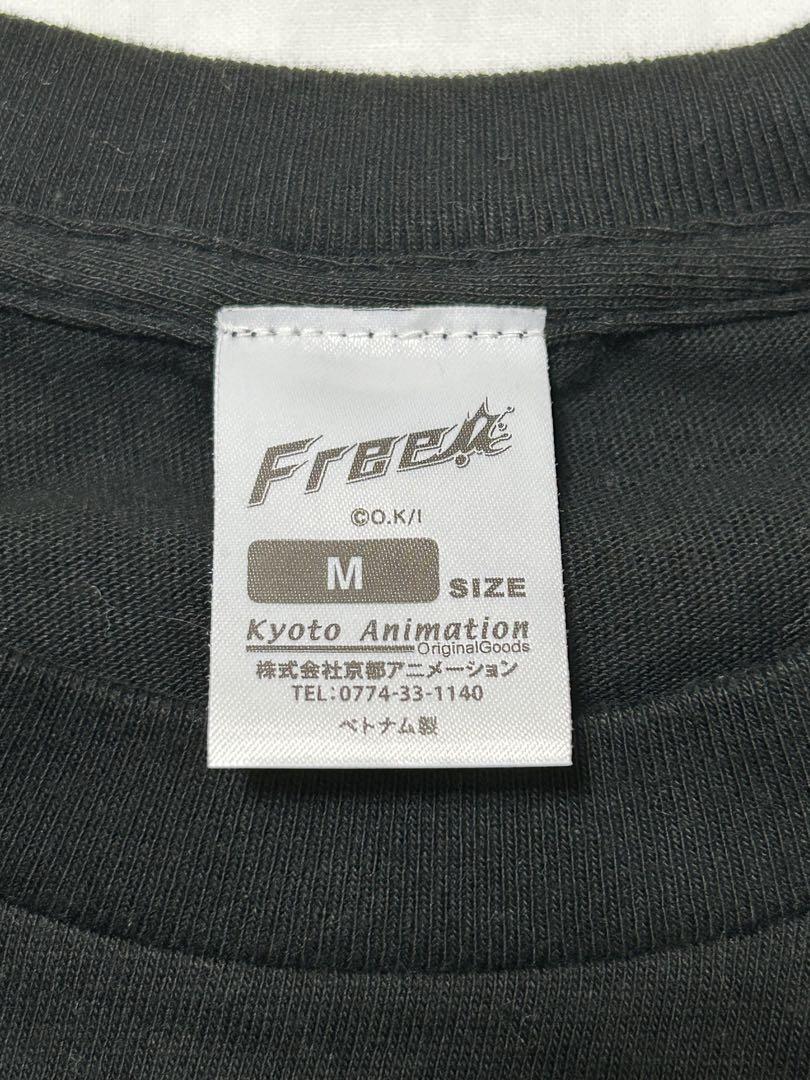 Free!
©O.K/I
M SIZE
Kyoto Animation
OriginalGoods
株式会社京都アニメーション
TEL:0774-33-1140
ベトナム製